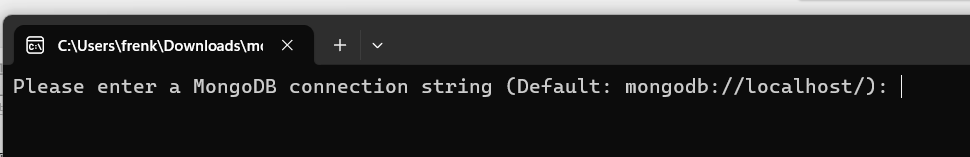 C:\Users\frenk\Downloads\mo
Please enter a MongoDB connection string (Default: mongodb://localhost/):